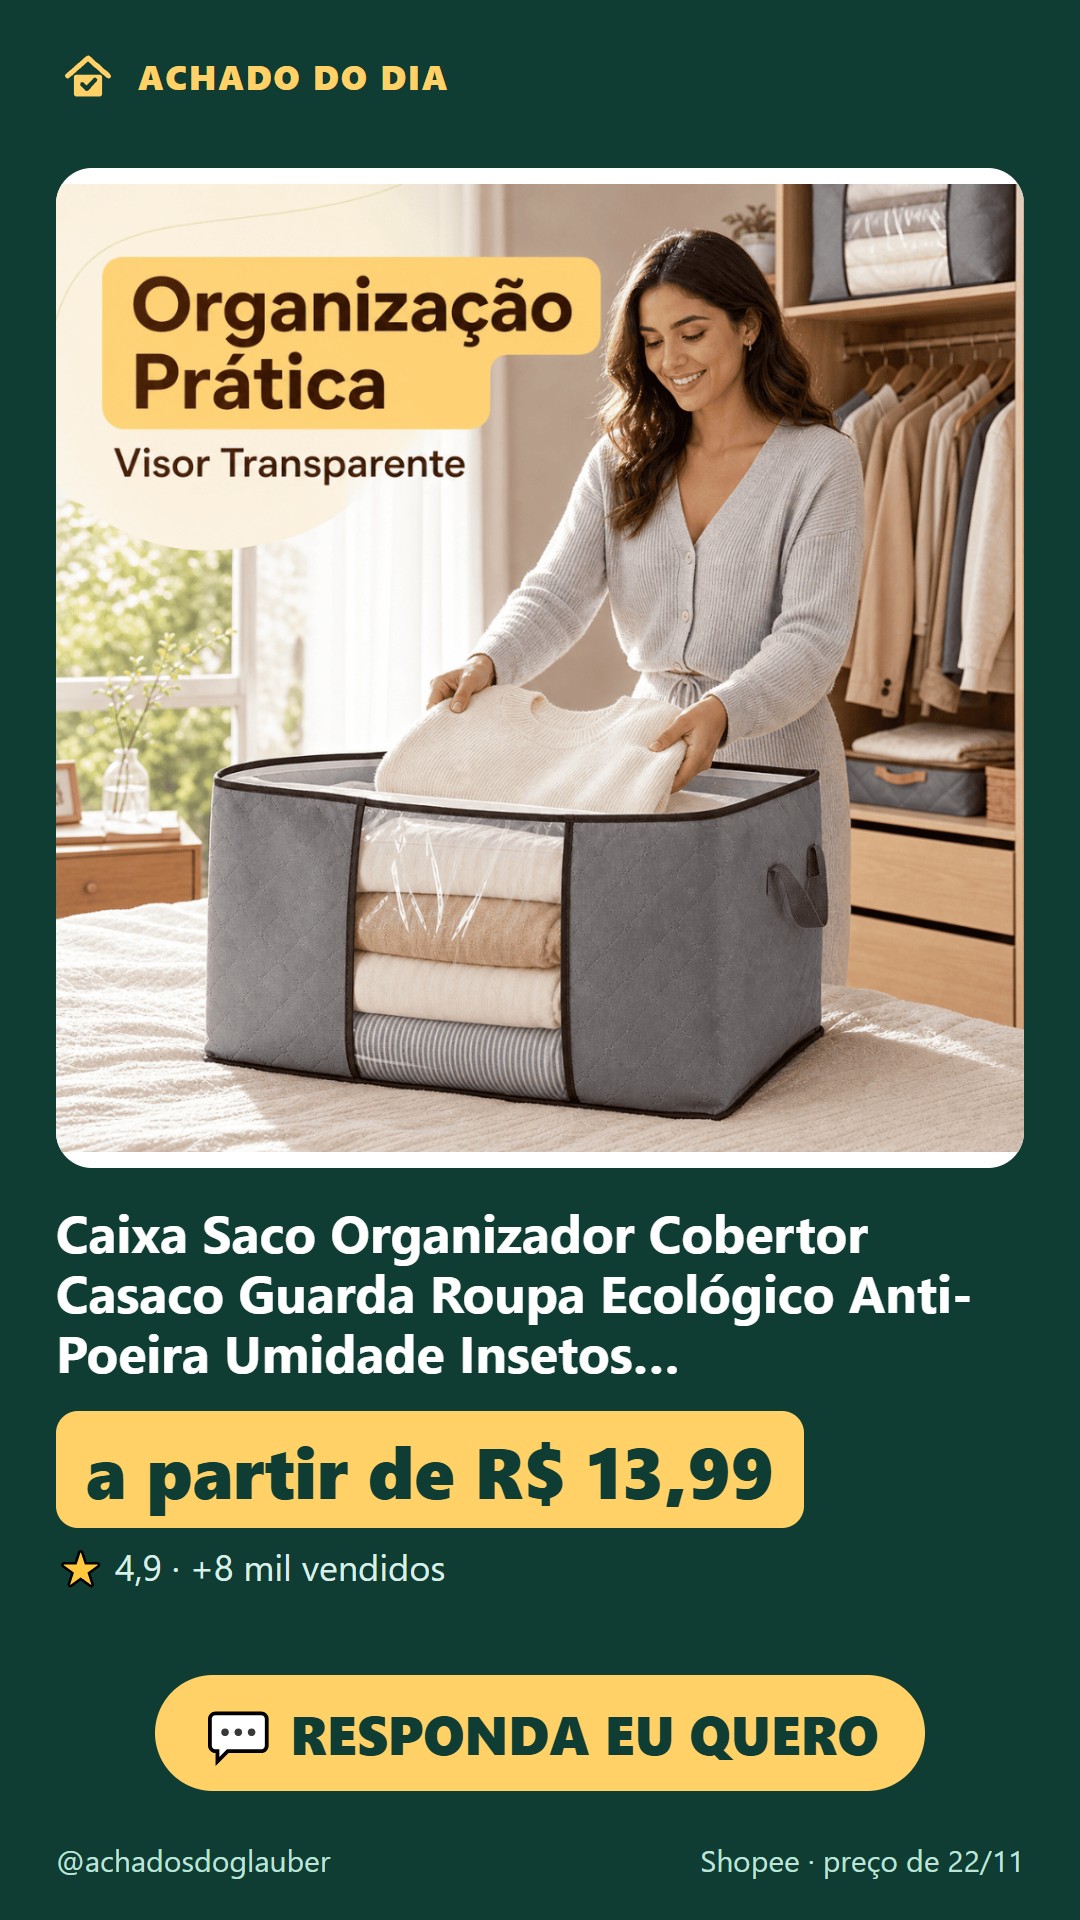 ACHADO DO DIA
Organização
Prática
Visor Transparente
Caixa Saco Organizador Cobertor
Casaco Guarda Roupa Ecológico Anti-
Poeira Umidade Insetos...
a partir de R$ 13,99
4,9 · +8 mil vendidos
RESPONDA EU QUERO
@achadosdoglauber
Shopee · preço de 22/11